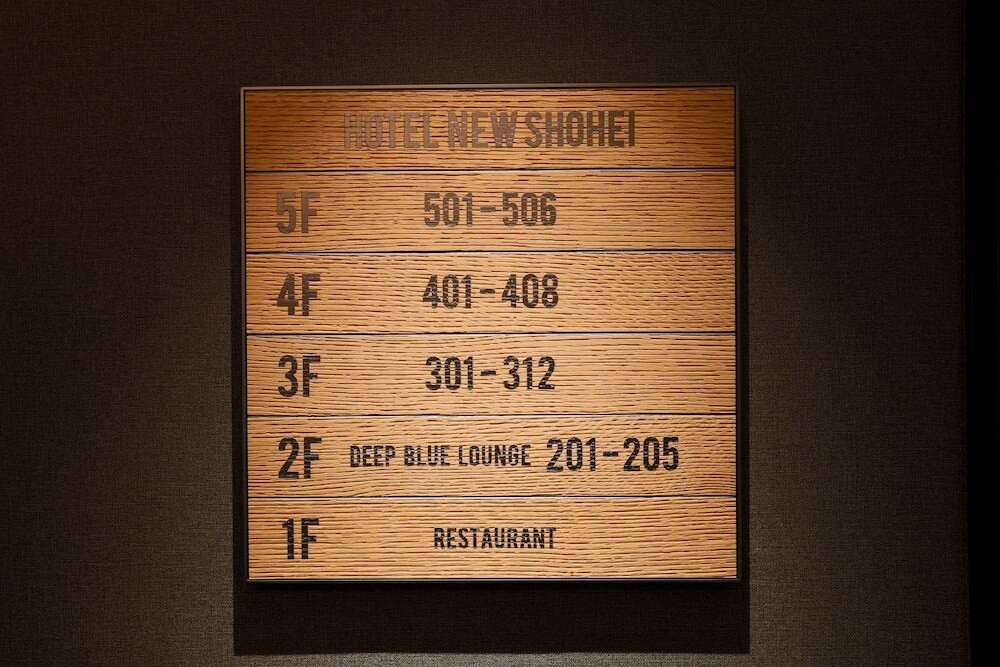 HOTEL NEW SHOHEI
5F 501-506
4F 401-408
3F 301-312
2F DEEP BLUE LOUNGE 201-205
1F RESTAURANT